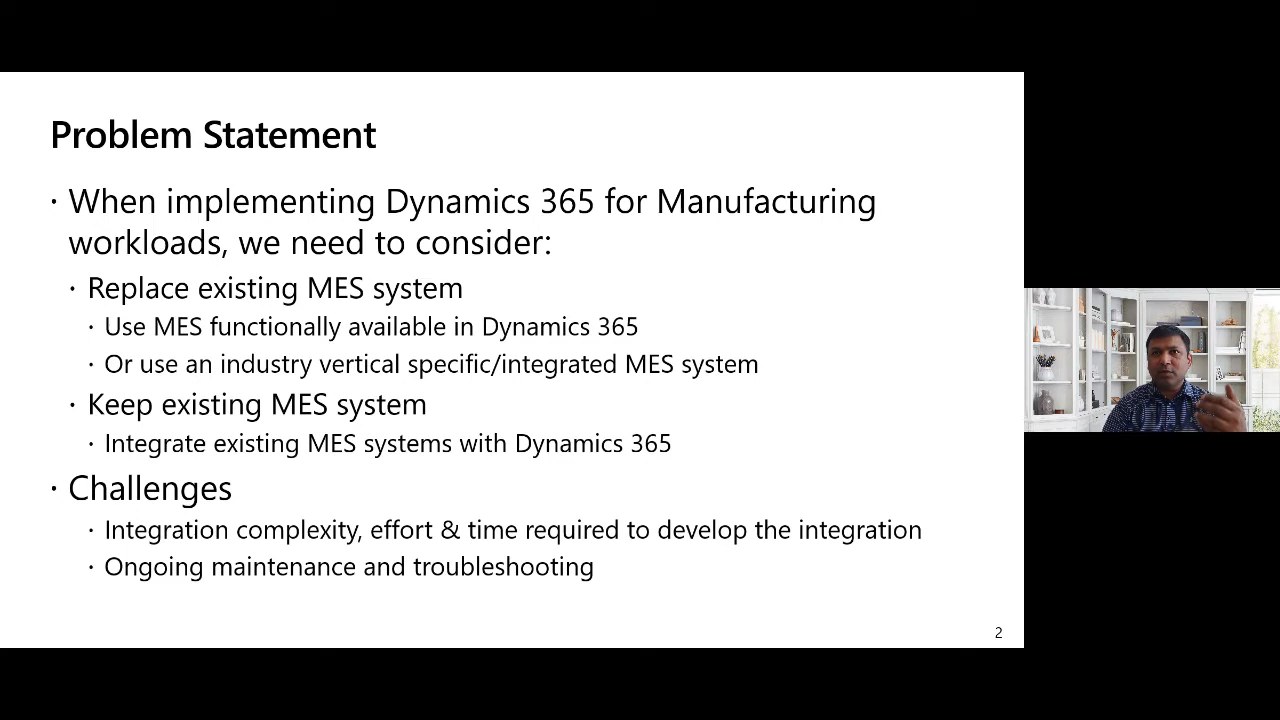 Problem Statement
· When implementing Dynamics 365 for Manufacturing
workloads, we need to consider:
· Replace existing MES system
· Use MES functionally available in Dynamics 365
· Or use an industry vertical specific/integrated MES system
· Keep existing MES system
· Integrate existing MES systems with Dynamics 365
· Challenges
· Integration complexity, effort & time required to develop the integration
· Ongoing maintenance and troubleshooting
2